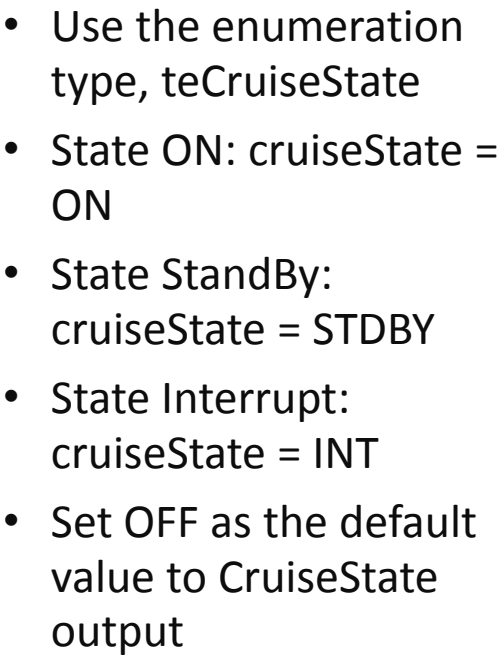 • Use the enumeration
type, teCruiseState
• State ON: cruiseState =
ON
• State StandBy:
cruiseState = STDBY
• State Interrupt:
cruiseState = INT
• Set OFF as the default
value to CruiseState
output